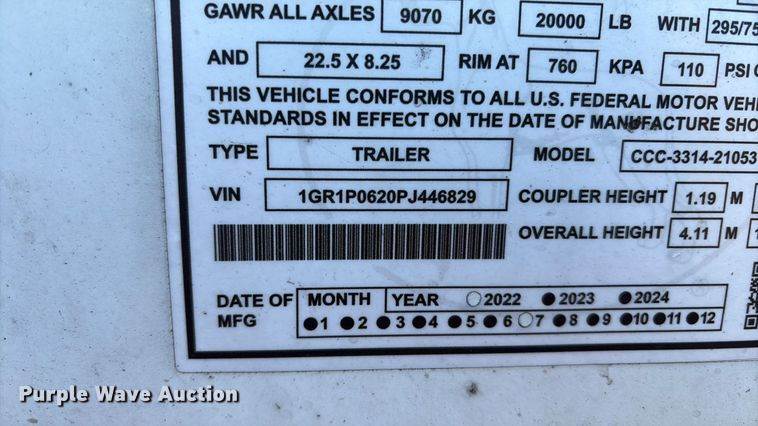 GAWR ALL AXLES 9070 KG 20000 LB WITH 295/75
AND 22.5 X 8.25 RIM AT 760 KPA 110 PSI
THIS VEHICLE CONFORMS TO ALL U.S. FEDERAL MOTOR VEH
STANDARDS IN EFFECT ON THE DATE OF MANUFACTURE SHO
TYPE TRAILER MODEL CCC-3314-21053
VIN 1GR1P0620PJ446829 COUPLER HEIGHT 1.19 M
OVERALL HEIGHT 4.11 M
DATE OF MFG MONTH YEAR 2022 2023 2024
1 2 3 4 5 6 7 8 9 10 11 12
Purple Wave Auction